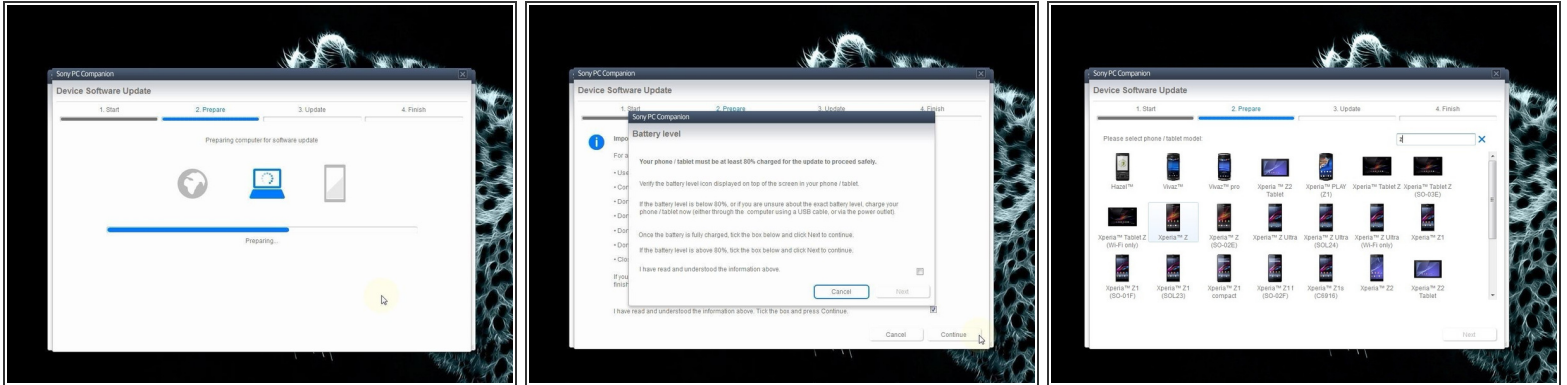 Sony PC Companion
Device Software Update
1. Start 2. Prepare 3. Update 4. Finish
Preparing computer for software update
Preparing...
Sony PC Companion
Device Software Update
1. Start 2. Prepare 3. Update 4. Finish
Sony PC Companion
Battery level
Your phone / tablet must be at least 80% charged for the update to proceed safely.
Verify the battery level icon displayed on top of the screen in your phone / tablet.
If the battery level is below 80%, or if you are unsure about the exact battery level, charge your
phone / tablet now (either through the computer using a USB cable, or via the power outlet).
Once the battery is fully charged, tick the box below and click Next to continue.
If the battery level is above 80%, tick the box below and click Next to continue.
I have read and understood the information above.
Cancel Next
Impo
For a
• Use
• Con
• Don
• Don
• Don
• Clo
If you
finish
I have read and understood the information above. Tick the box and press Continue.
Cancel Continue
Sony PC Companion
Device Software Update
1. Start 2. Prepare 3. Update 4. Finish
Please select phone / tablet model: z
Hazel™ Vivaz™ Vivaz™ pro Xperia™ Z2 Xperia™ PLAY Xperia™ Tablet Z Xperia™ Tablet Z
Tablet (Z1) (SO-03E)
Xperia™ Tablet Z Xperia™ Z Xperia™ Z Xperia™ Z Ultra Xperia™ Z Ultra Xperia™ Z Ultra Xperia™ Z1
(Wi-Fi only) (SO-02E) (SOL24) (Wi-Fi only)
Xperia™ Z1 Xperia™ Z1 Xperia™ Z1 Xperia™ Z1 f Xperia™ Z1s Xperia™ Z2 Xperia™ Z2
(SO-01F) (SOL23) compact (SO-02F) (C6916) Tablet
Next